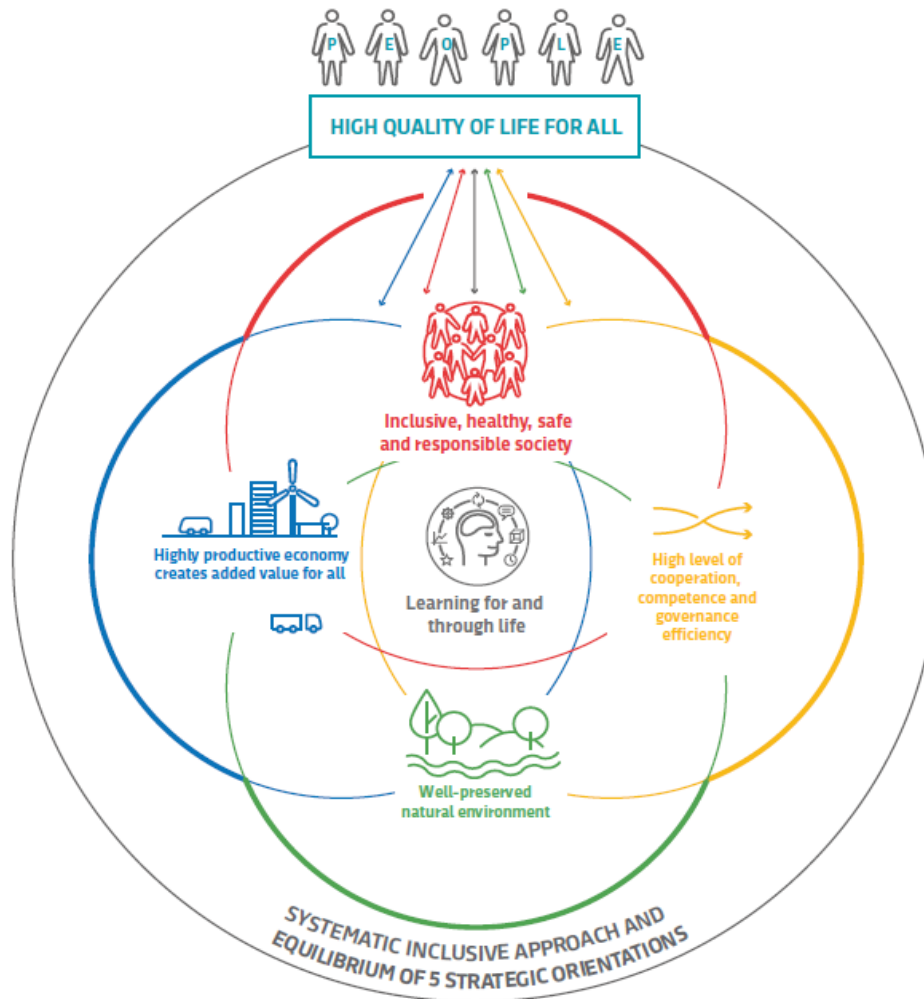 PEOPLE
HIGH QUALITY OF LIFE FOR ALL
Inclusive, healthy, safe
and responsible society
Highly productive economy
creates added value for all
Learning for and
through life
High level of
cooperation,
competence and
governance
efficiency
Well-preserved
natural environment
SYSTEMATIC INCLUSIVE APPROACH AND
EQUILIBRIUM OF 5 STRATEGIC ORIENTATIONS